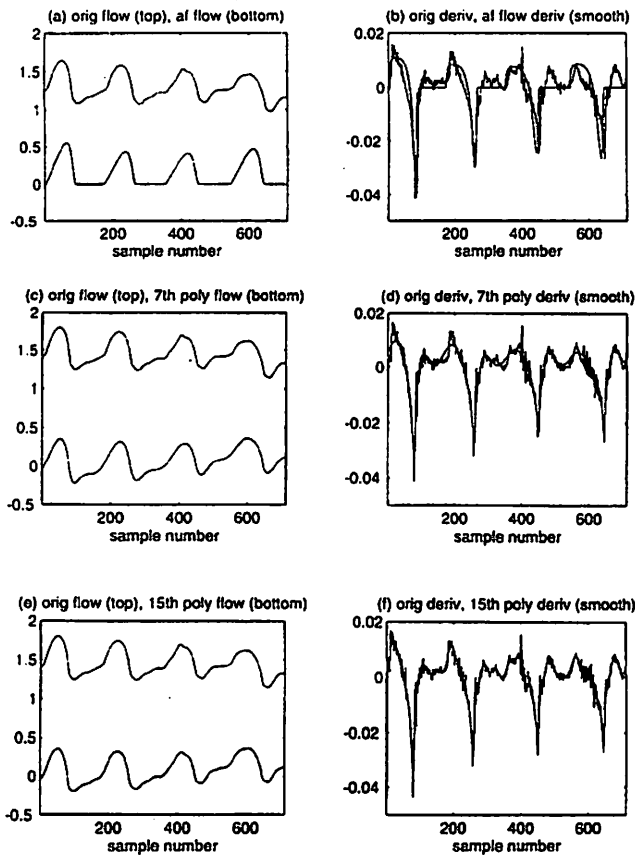 (a) orig flow (top), af flow (bottom)
2
1.5
1
0.5
0
-0.5
200 400 600
sample number
(b) orig deriv, af flow deriv (smooth)
0.02
0
-0.02
-0.04
200 400 600
sample number
(c) orig flow (top), 7th poly flow (bottom)
2
1.5
1
0.5
0
-0.5
200 400 600
sample number
(d) orig deriv, 7th poly deriv (smooth)
0.02
0
-0.02
-0.04
200 400 600
sample number
(e) orig flow (top), 15th poly flow (bottom)
2
1.5
1
0.5
0
-0.5
200 400 600
sample number
(f) orig deriv, 15th poly deriv (smooth)
0.02
0
-0.02
-0.04
200 400 600
sample number